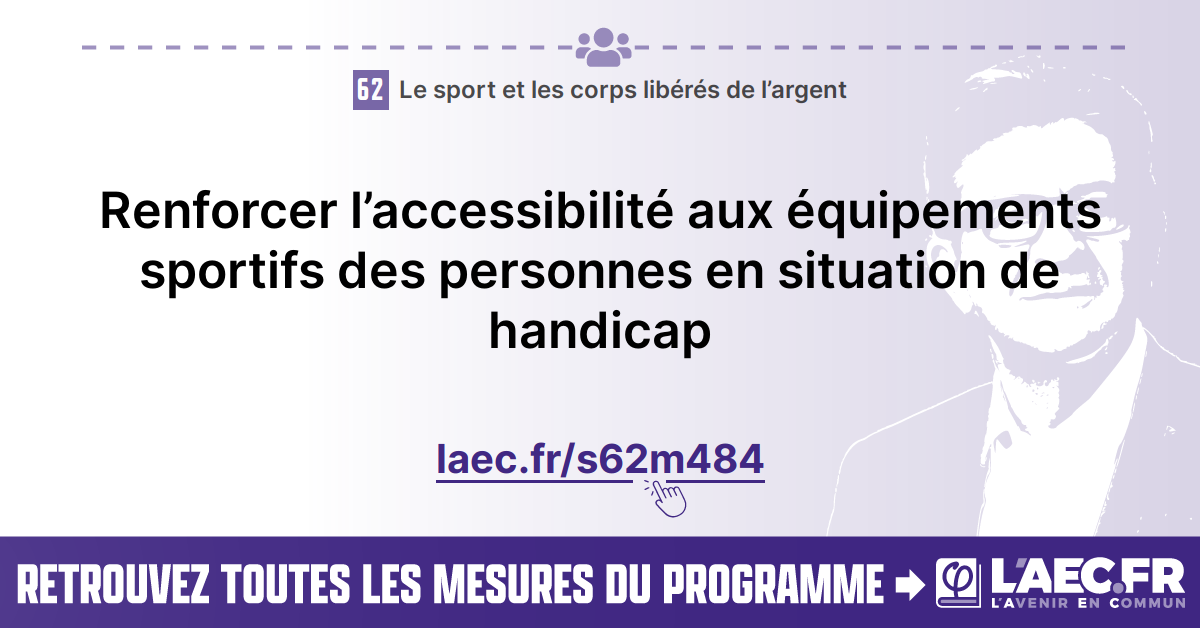 62 Le sport et les corps libérés de l’argent
Renforcer l’accessibilité aux équipements
sportifs des personnes en situation de
handicap
laec.fr/s62m484
RETROUVEZ TOUTES LES MESURES DU PROGRAMME
φ L'AEC.FR
L'AVENIR EN COMMUN